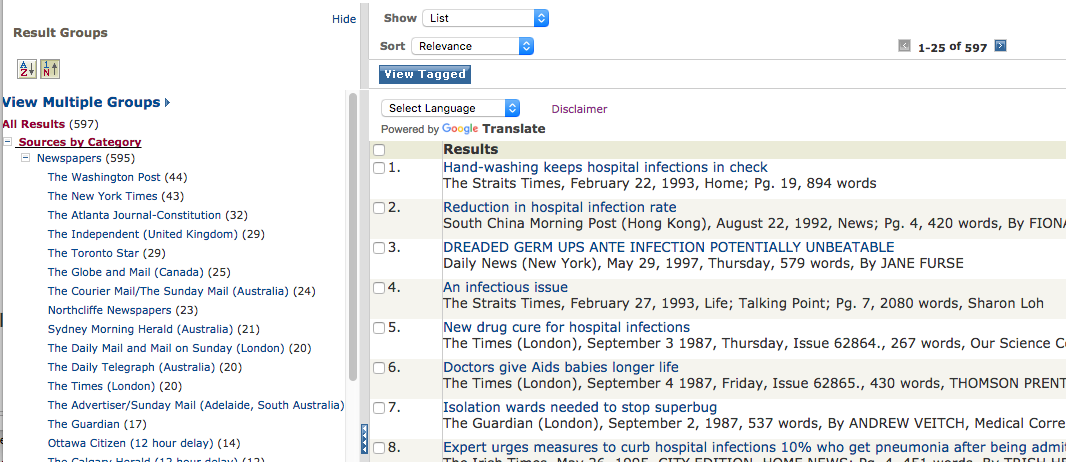 Hide
Result Groups
A
Z
1
N
View Multiple Groups
All Results (597)
Sources by Category
Newspapers (595)
The Washington Post (44)
The New York Times (43)
The Atlanta Journal-Constitution (32)
The Independent (United Kingdom) (29)
The Toronto Star (29)
The Globe and Mail (Canada) (25)
The Courier Mail/The Sunday Mail (Australia) (24)
Northcliffe Newspapers (23)
Sydney Morning Herald (Australia) (21)
The Daily Mail and Mail on Sunday (London) (20)
The Daily Telegraph (Australia) (20)
The Times (London) (20)
The Advertiser/Sunday Mail (Adelaide, South Australia)
The Guardian (17)
Ottawa Citizen (12 hour delay) (14)
The Calgary Herald (12 hour delay) (12)
Show List
Sort Relevance
1-25 of 597
View Tagged
Select Language Disclaimer
Powered by Google Translate
Results
1. Hand-washing keeps hospital infections in check
The Straits Times, February 22, 1993, Home; Pg. 19, 894 words
2. Reduction in hospital infection rate
South China Morning Post (Hong Kong), August 22, 1992, News; Pg. 4, 420 words, By FIONA
3. DREADED GERM UPS ANTE INFECTION POTENTIALLY UNBEATABLE
Daily News (New York), May 29, 1997, Thursday, 579 words, By JANE FURSE
4. An infectious issue
The Straits Times, February 27, 1993, Life; Talking Point; Pg. 7, 2080 words, Sharon Loh
5. New drug cure for hospital infections
The Times (London), September 3 1987, Thursday, Issue 62864., 267 words, Our Science Co
6. Doctors give Aids babies longer life
The Times (London), September 4 1987, Friday, Issue 62865., 430 words, THOMSON PRENT
7. Isolation wards needed to stop superbug
The Guardian (London), September 2, 1987, 537 words, By ANDREW VEITCH, Medical Corre
8. Expert urges measures to curb hospital infections 10% who get pneumonia after being admit
The Irish Times, May 26, 1995, CITY EDITION, HOME NEWS; Pg. 4, 451 words, By